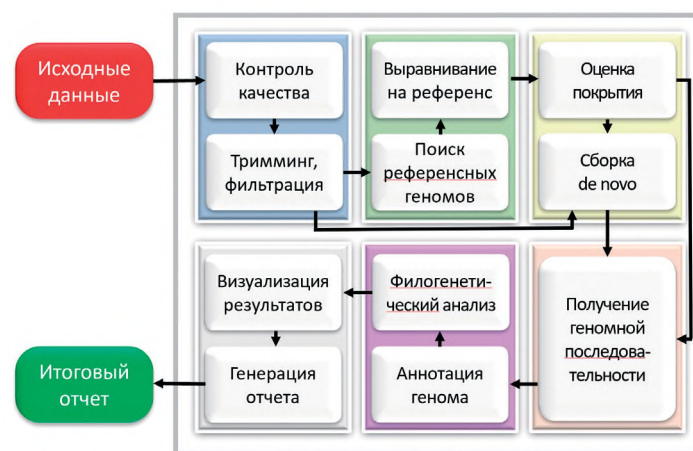 Исходные
данные
Контроль
качества
Тримминг,
фильтрация
Выравнивание
на референс
Поиск
референсных
геномов
Оценка
покрытия
Сборка
de novo
Визуализация
результатов
Генерация
отчета
Филогенети-
ческий анализ
Аннотация
генома
Получение
геномной
последова-
тельности
Итоговый
отчет